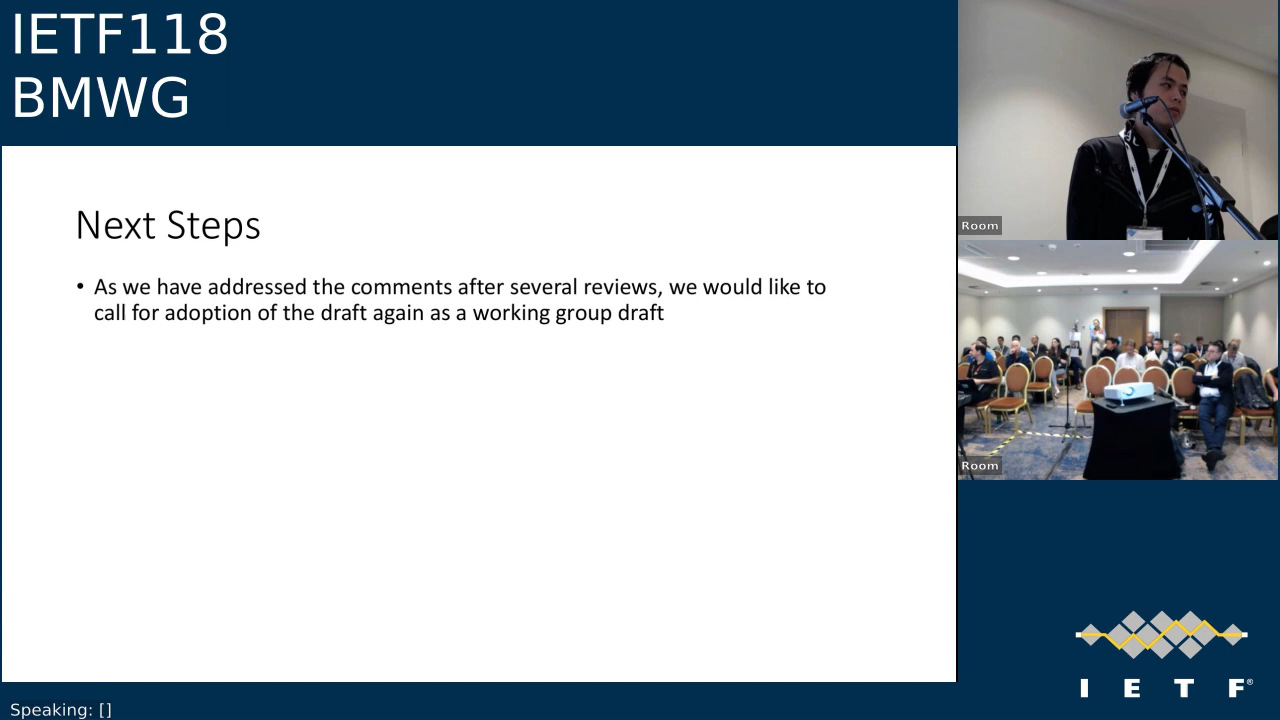 IETF118
BMWG
Next Steps
• As we have addressed the comments after several reviews, we would like to
call for adoption of the draft again as a working group draft
Room
Room
I E T F®
Speaking: []